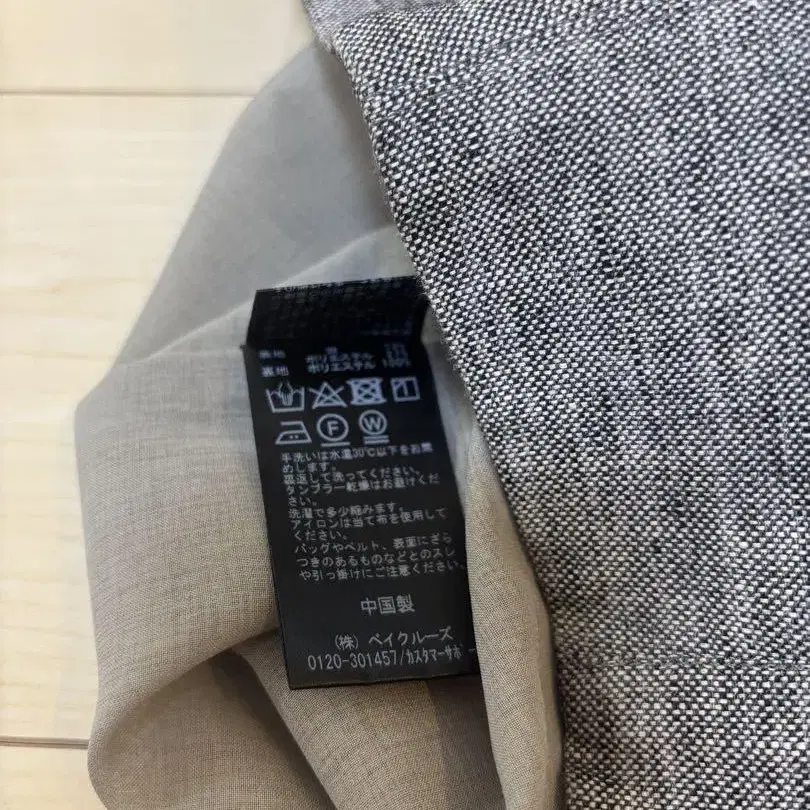 裏地 ポリエステル
裏地 ポリエステル 100%
F W
手洗いは水温30℃以下をお薦
めします。
裏返して洗ってください。
タンブラー乾燥はお避けくだ
さい。
洗濯で多少縮みます。
アイロンは当て布を使用して
ください。
バッグやベルト、表面にざら
つきのあるものなどとのスレ
や引っ掛けにご注意ください。
中国製
(株) ベイクルーズ
0120-301457/カスタマーサポ